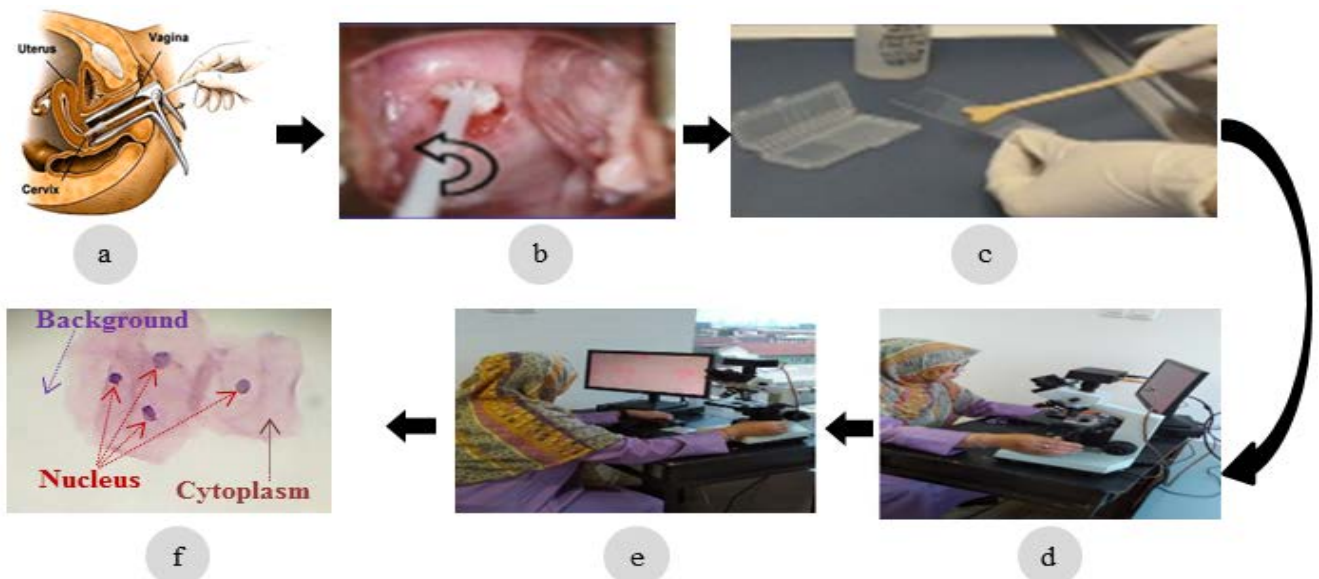 Uterus
Vagina
Cervix
a
b
c
Background
Nucleus
Cytoplasm
f
e
d